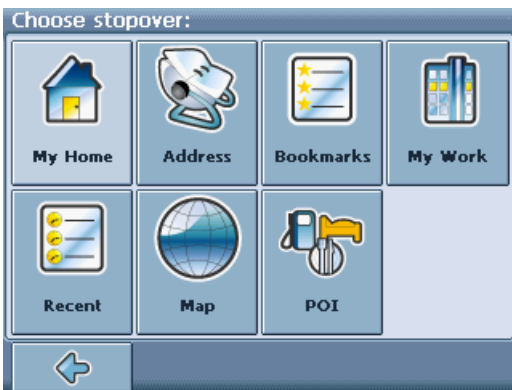 Choose stopover:
My Home
Address
Bookmarks
My Work
Recent
Map
POI